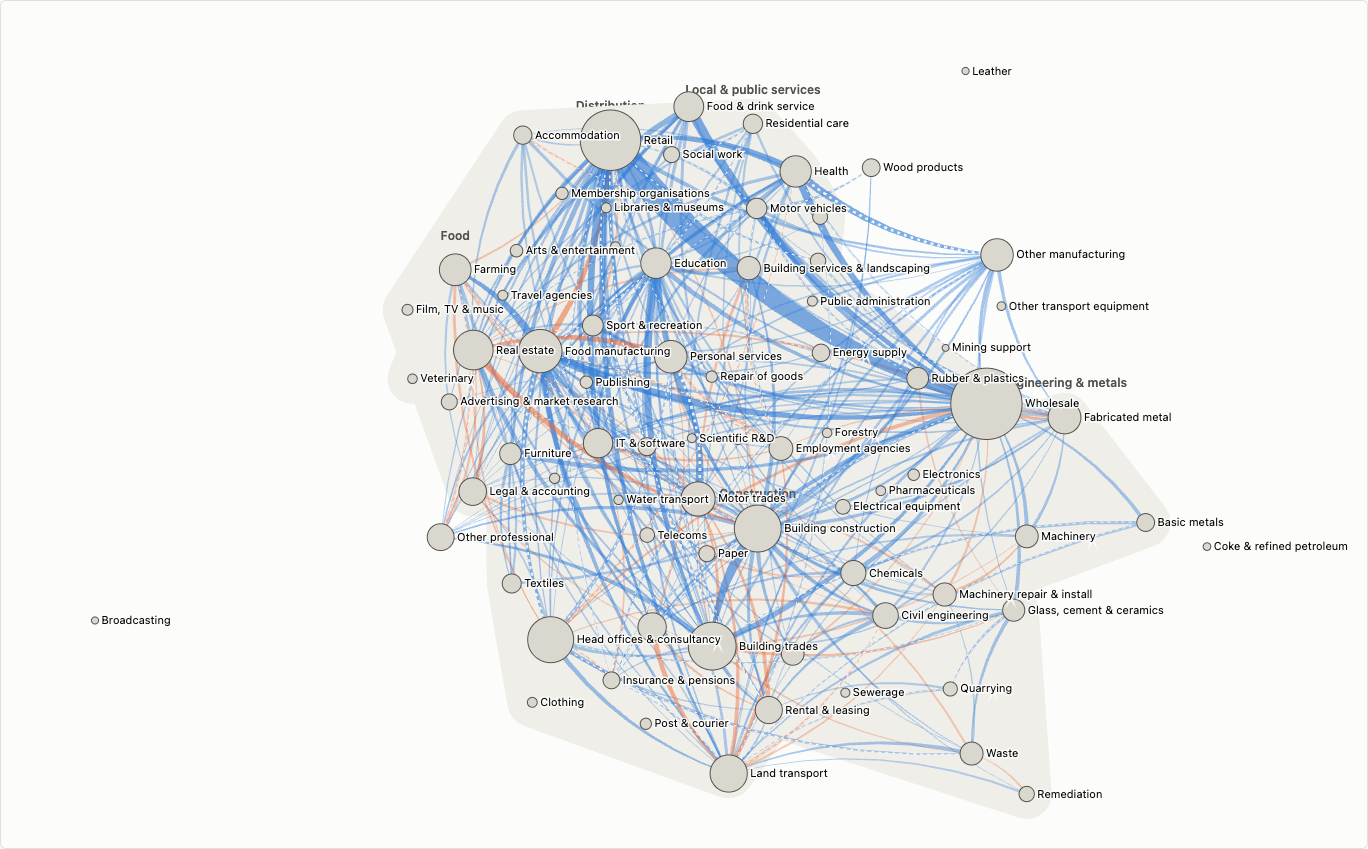 Leather
Local & public services
Distribution
Food & drink service
Residential care
Accommodation
Retail
Social work
Health
Wood products
Membership organisations
Libraries & museums
Motor vehicles
Food
Arts & entertainment
Other manufacturing
Education
Building services & landscaping
Farming
Travel agencies
Public administration
Other transport equipment
Film, TV & music
Sport & recreation
Mining support
Real estate
Food manufacturing
Personal services
Energy supply
Veterinary
Publishing
Repair of goods
Rubber & plastics
gineering & metals
Advertising & market research
Wholesale
Fabricated metal
Forestry
IT & software
Scientific R&D
Employment agencies
Furniture
Electronics
Legal & accounting
Pharmaceuticals
Construction
Water transport
Motor trades
Electrical equipment
Building construction
Basic metals
Other professional
Telecoms
Machinery
Coke & refined petroleum
Paper
Chemicals
Textiles
Machinery repair & install
Glass, cement & ceramics
Civil engineering
Broadcasting
Head offices & consultancy
Building trades
Insurance & pensions
Quarrying
Sewerage
Clothing
Rental & leasing
Post & courier
Waste
Land transport
Remediation